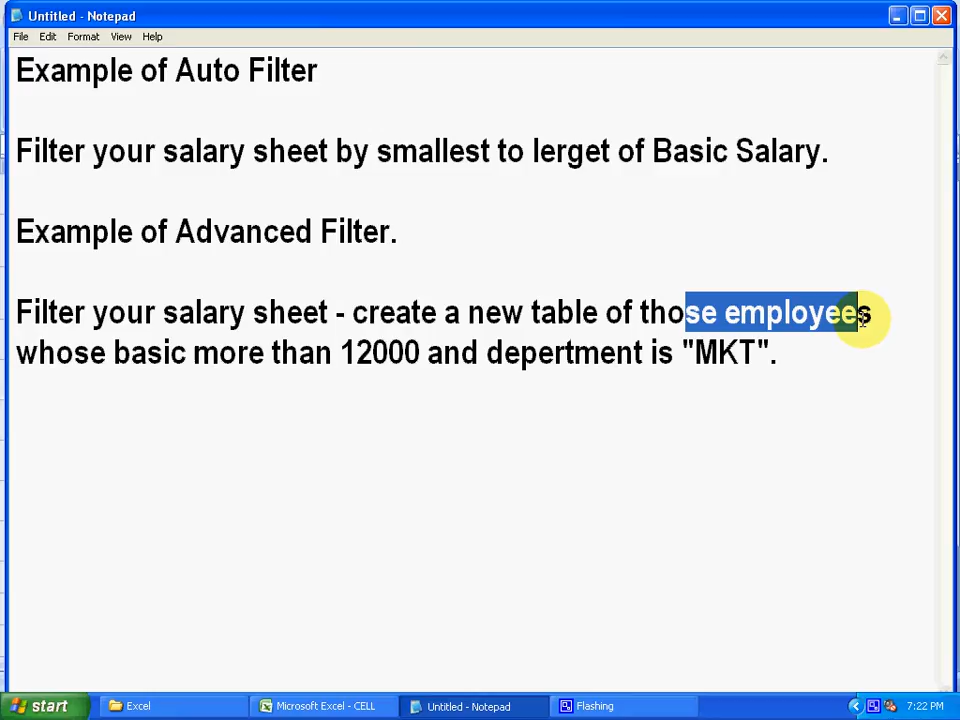 Untitled - Notepad
File Edit Format View Help
Example of Auto Filter
Filter your salary sheet by smallest to lerget of Basic Salary.
Example of Advanced Filter.
Filter your salary sheet - create a new table of those employees
whose basic more than 12000 and depertment is "MKT".
start Excel Microsoft Excel - CELL Untitled - Notepad Flashing 7:22 PM